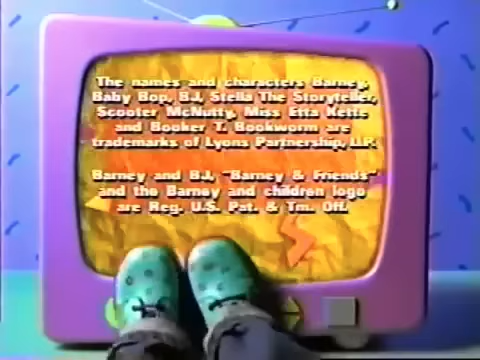 The names and characters Barney,
Baby Bop, BJ, Stella The Storyteller,
Scooter McNutty, Miss Etta Kette
and Booker T. Bookworm are
trademarks of Lyons Partnership, L.P.
Barney and BJ, "Barney & Friends"
and the Barney and children logo
are Reg. U.S. Pat. & Tm. Off.